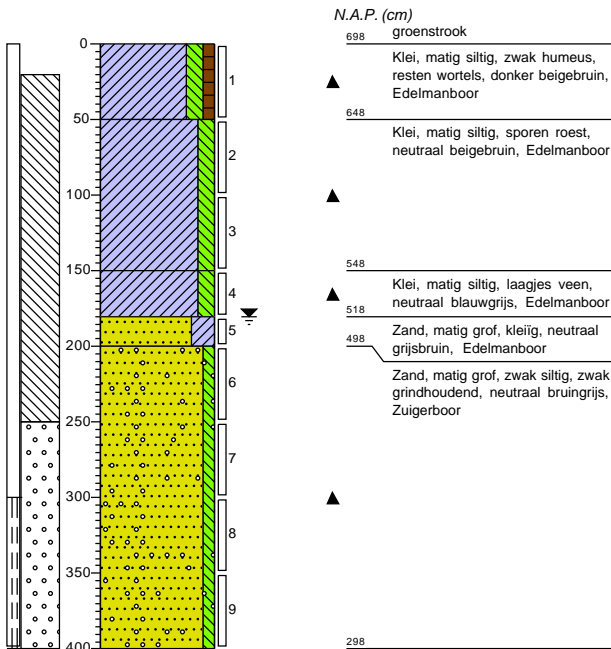 N.A.P. (cm)
698 groenstrook
Klei, matig siltig, zwak humeus,
resten wortels, donker beigebruin,
Edelmanboor
648
Klei, matig siltig, sporen roest,
neutraal beigebruin, Edelmanboor
548
Klei, matig siltig, laagjes veen,
neutraal blauwgrijs, Edelmanboor
518
Zand, matig grof, kleiïg, neutraal
498
grijsbruin, Edelmanboor
Zand, matig grof, zwak siltig, zwak
grindhoudend, neutraal bruingrijs,
Zuigerboor
298
0
50
100
150
200
250
300
350
400
1
2
3
4
5
6
7
8
9